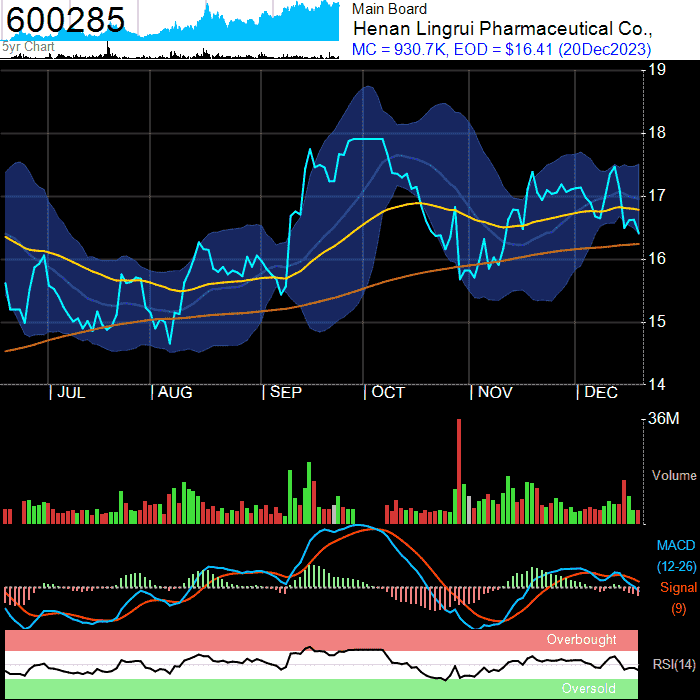 600285
5yr Chart
Main Board
Henan Lingrui Pharmaceutical Co.,
MC = 930.7K, EOD = $16.41 (20Dec2023)
19
18
17
16
15
14
| JUL | AUG | SEP | OCT | NOV | DEC
36M
Volume
MACD
(12-26)
Signal
(9)
Overbought
RSI(14)
Oversold